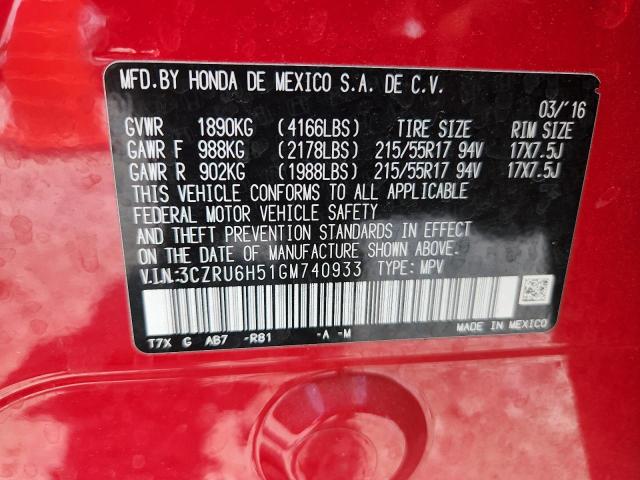 MFD.BY HONDA DE MEXICO S.A. DE C.V.
03/'16
GVWR 1890KG (4166LBS) TIRE SIZE RIM SIZE
GAWR F 988KG (2178LBS) 215/55R17 94V 17X7.5J
GAWR R 902KG (1988LBS) 215/55R17 94V 17X7.5J
THIS VEHICLE CONFORMS TO ALL APPLICABLE
FEDERAL MOTOR VEHICLE SAFETY
AND THEFT PREVENTION STANDARDS IN EFFECT
ON THE DATE OF MANUFACTURE SHOWN ABOVE.
V.I.N:3CZRU6H51GM740933 TYPE: MPV
T7X G AB7 -R81 -A -M MADE IN MEXICO